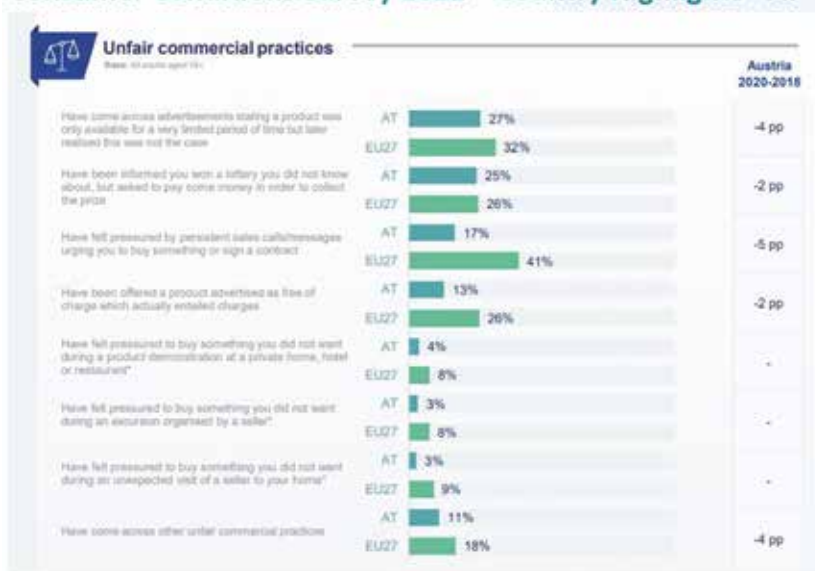 Unfair commercial practices
Base: All adults aged 18+
Austria
2020-2018
Have come across advertisements stating a product was
only available for a very limited period of time but later
realised this was not the case
AT 27%
EU27 32%
-4 pp
Have been informed you won a lottery you did not know
about, but asked to pay some money in order to collect
the prize
AT 25%
EU27 26%
-2 pp
Have felt pressured by persistent sales calls/messages
urging you to buy something or sign a contract
AT 17%
EU27 41%
-5 pp
Have been offered a product advertised as free of
charge which actually entailed charges
AT 13%
EU27 26%
-2 pp
Have felt pressured to buy something you did not want
during a product demonstration at a private home, hotel
or restaurant*
AT 4%
EU27 8%
-
Have felt pressured to buy something you did not want
during an excursion organised by a seller*
AT 3%
EU27 8%
-
Have felt pressured to buy something you did not want
during an unexpected visit of a seller to your home*
AT 3%
EU27 9%
-
Have come across other unfair commercial practices
AT 11%
EU27 18%
-4 pp